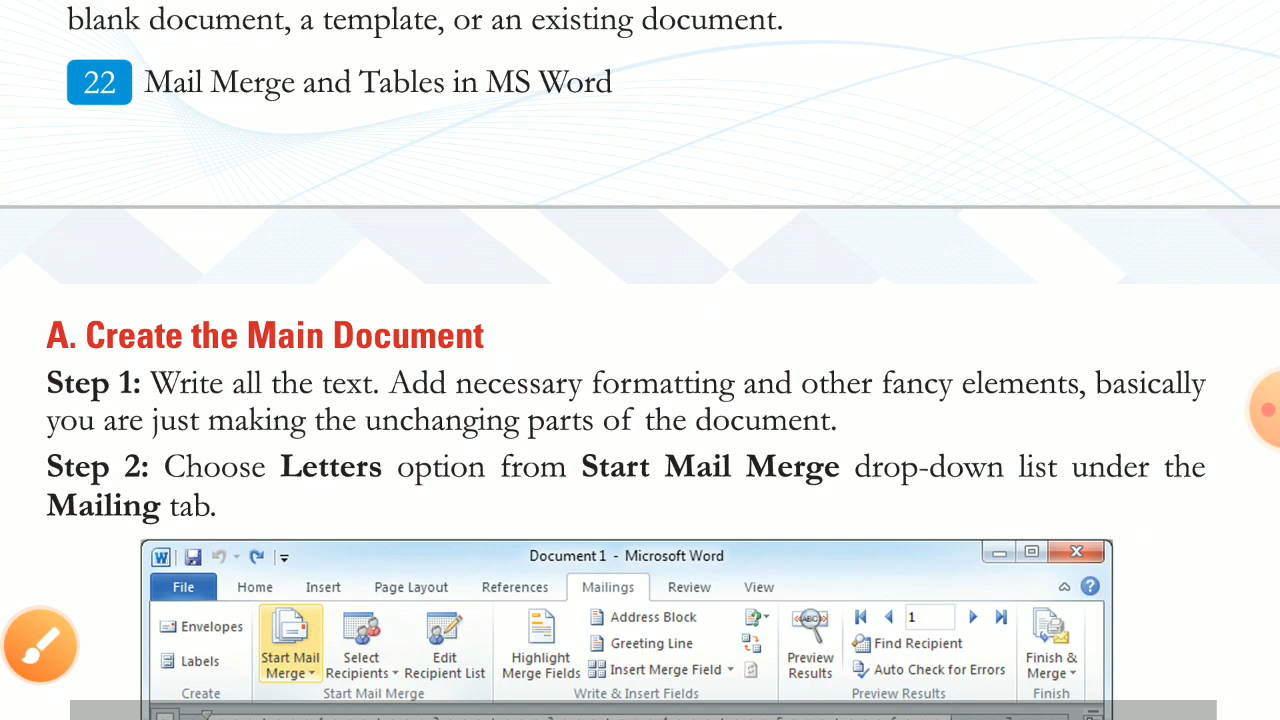 blank document, a template, or an existing document.
22 Mail Merge and Tables in MS Word
A. Create the Main Document
Step 1: Write all the text. Add necessary formatting and other fancy elements, basically
you are just making the unchanging parts of the document.
Step 2: Choose Letters option from Start Mail Merge drop-down list under the
Mailing tab.
W Document1 - Microsoft Word
File Home Insert Page Layout References Mailings Review View
Envelopes
Labels
Create
Start Mail
Merge
Select
Recipients
Edit
Recipient List
Start Mail Merge
Highlight
Merge Fields
Address Block
Greeting Line
Insert Merge Field
Write & Insert Fields
ABC
Preview
Results
1
Find Recipient
Auto Check for Errors
Preview Results
Finish &
Merge
Finish